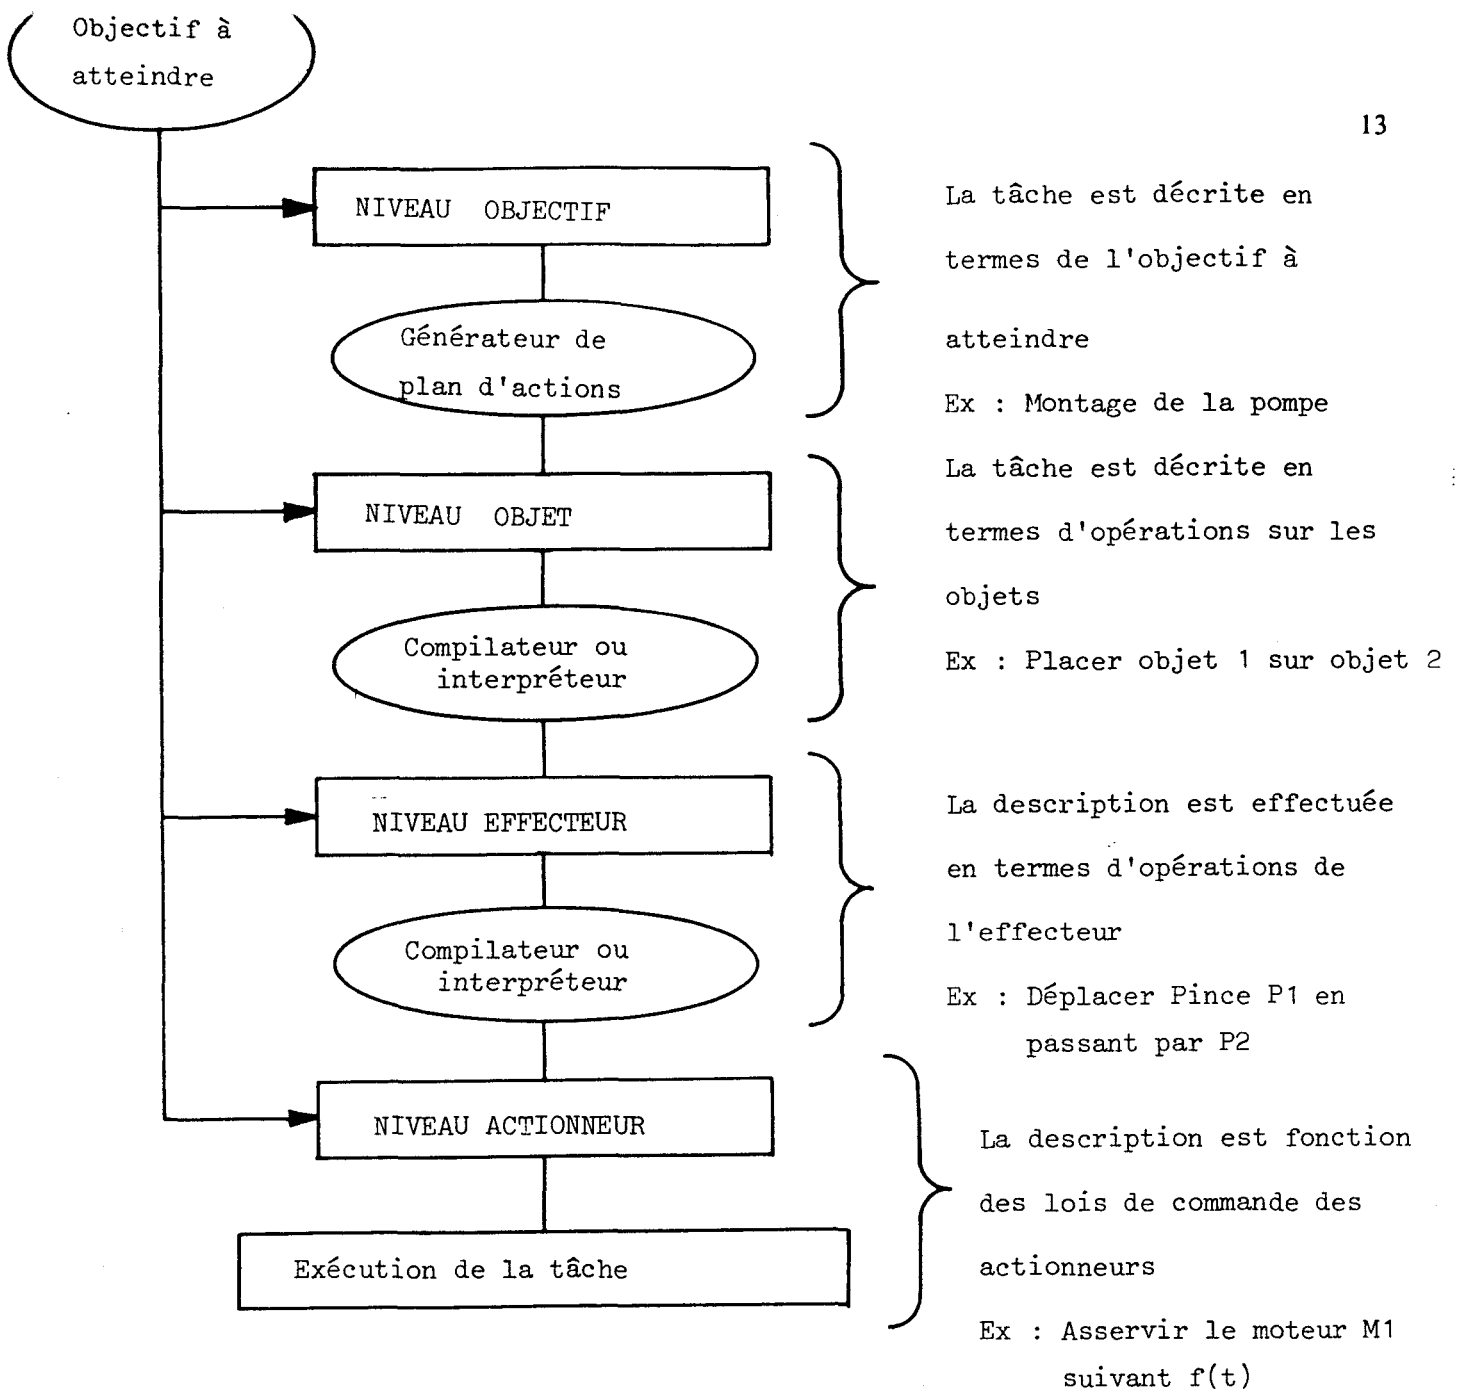 Objectif à
atteindre
13
NIVEAU OBJECTIF
Générateur de
plan d'actions
La tâche est décrite en
termes de l'objectif à
atteindre
Ex : Montage de la pompe
NIVEAU OBJET
Compilateur ou
interpréteur
La tâche est décrite en
termes d'opérations sur les
objets
Ex : Placer objet 1 sur objet 2
NIVEAU EFFECTEUR
Compilateur ou
interpréteur
La description est effectuée
en termes d'opérations de
l'effecteur
Ex : Déplacer Pince P1 en
passant par P2
NIVEAU ACTIONNEUR
Exécution de la tâche
La description est fonction
des lois de commande des
actionneurs
Ex : Asservir le moteur M1
suivant f(t)